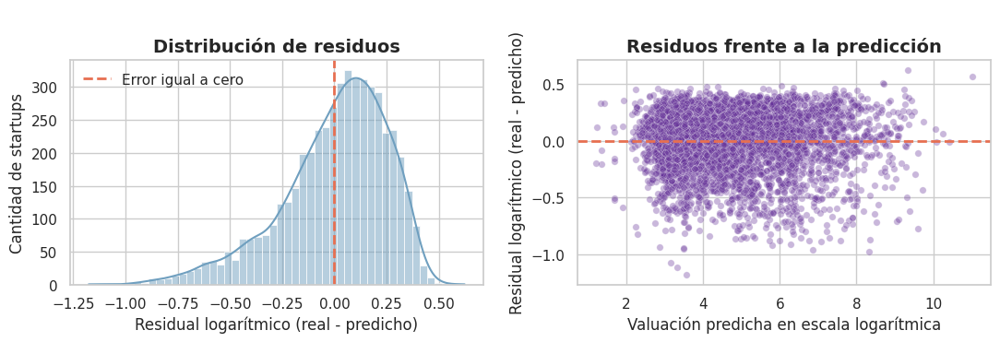 Distribución de residuos
Error igual a cero
Cantidad de startups
300
250
200
150
100
50
0
−1.25 −1.00 −0.75 −0.50 −0.25 0.00 0.25 0.50
Residual logarítmico (real - predicho)
Residuos frente a la predicción
Residual logarítmico (real - predicho)
0.5
0.0
−0.5
−1.0
2 4 6 8 10
Valuación predicha en escala logarítmica